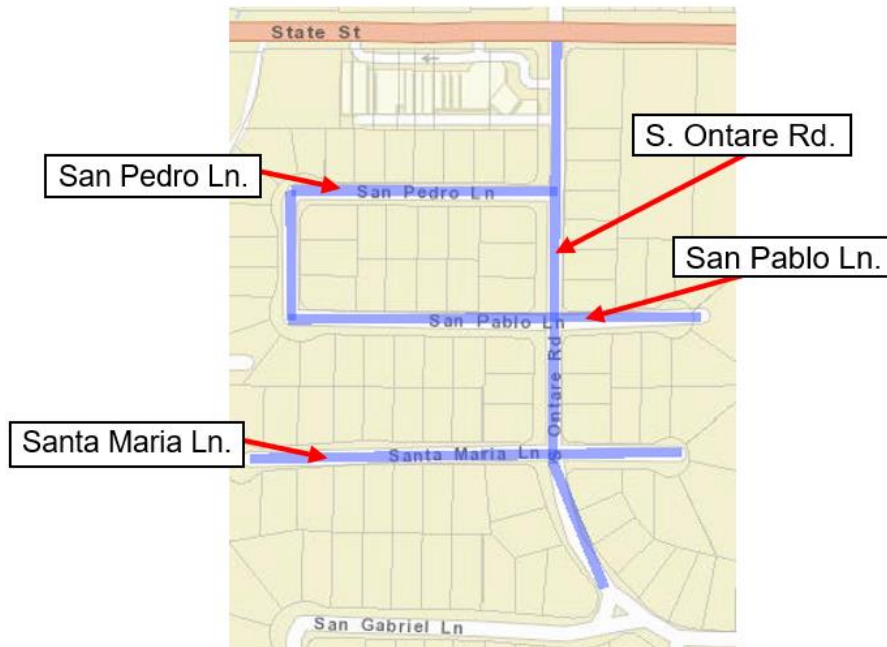 State St
S. Ontare Rd.
San Pedro Ln.
San Pedro Ln
San Pablo Ln.
San Pablo Ln
S Ontare Rd
Santa Maria Ln.
Santa Maria Ln
San Gabriel Ln